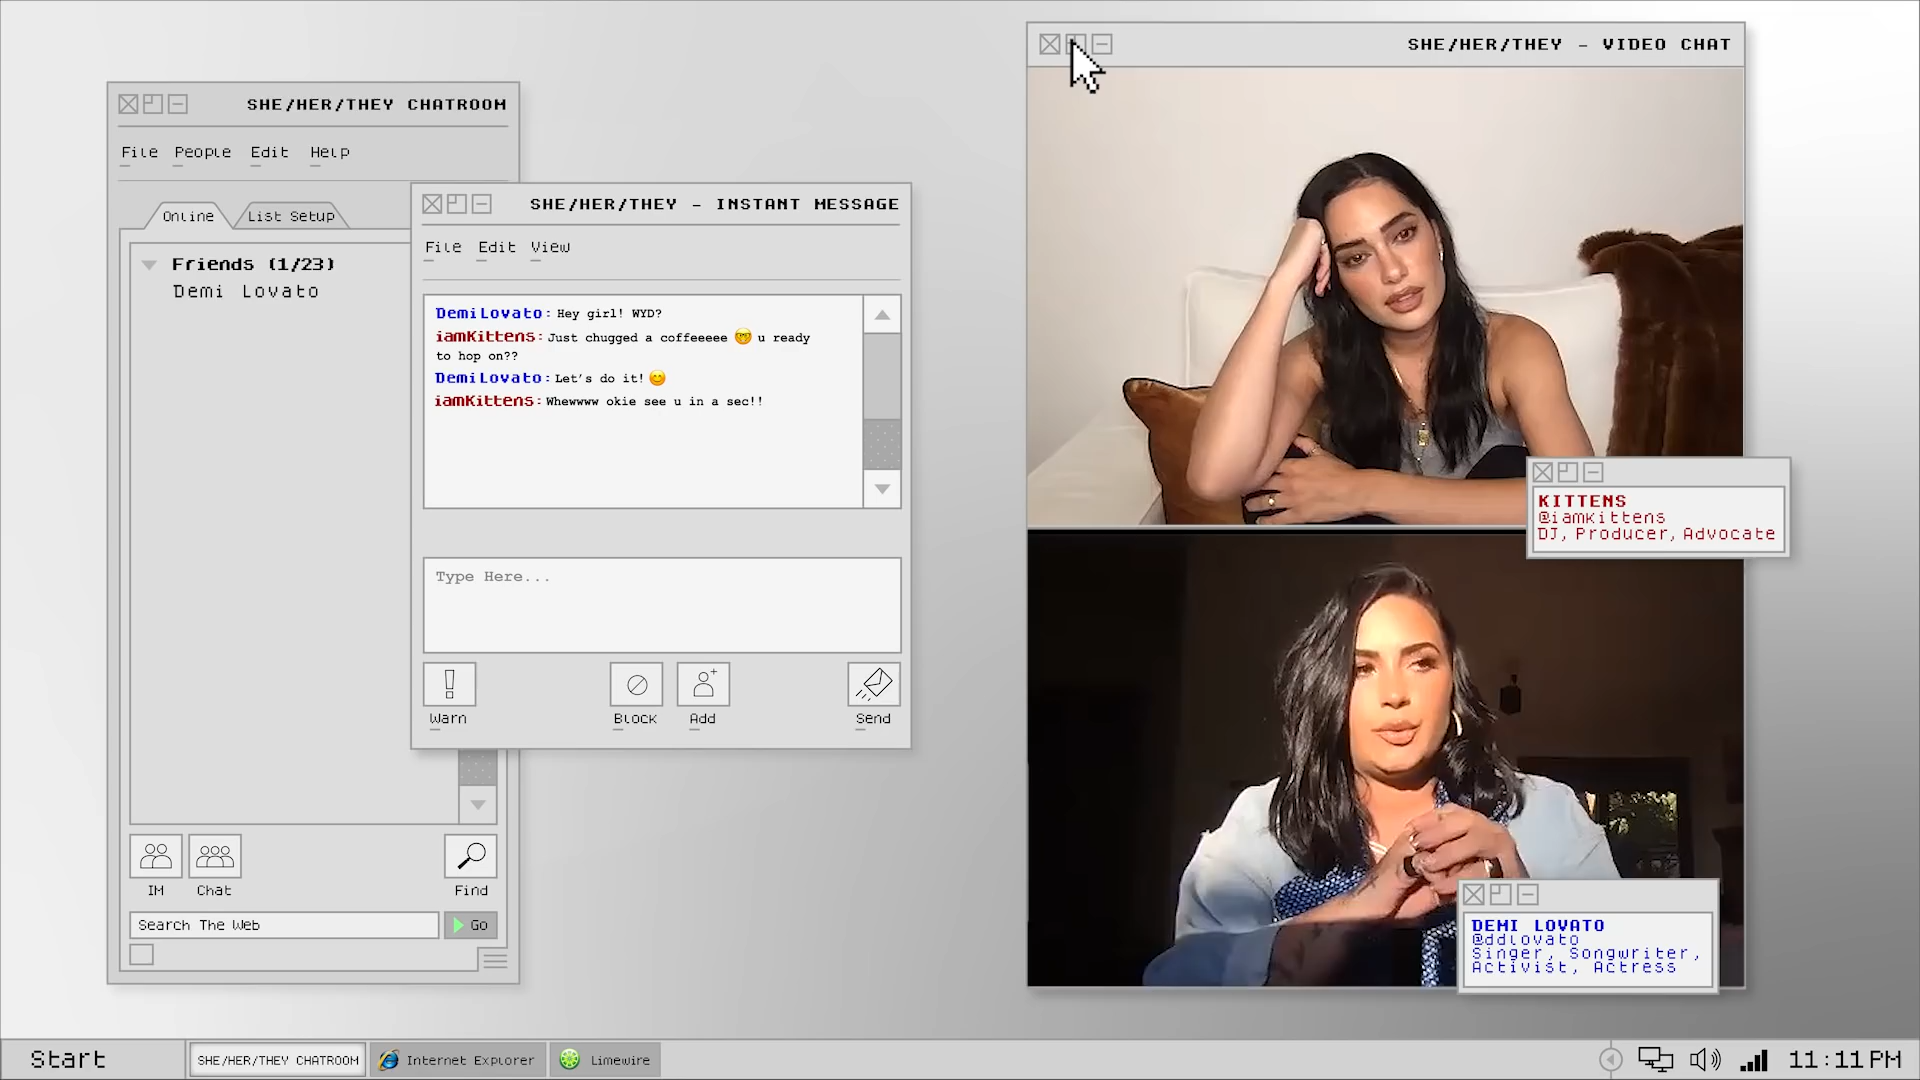 SHE/HER/THEY CHATROOM
File People Edit Help
Online List Setup
Friends (1/23)
Demi Lovato
IM Chat Find
Search The Web Go
SHE/HER/THEY - INSTANT MESSAGE
File Edit View
DemiLovato: Hey girl! WYD?
iamKittens: Just chugged a coffeeeee 🤓 u ready
to hop on??
DemiLovato: Let's do it! 😊
iamKittens: Whewwww okie see u in a sec!!
Type Here...
Warn Block Add Send
SHE/HER/THEY - VIDEO CHAT
KITTENS
@iamkittens
DJ, Producer, Advocate
DEMI LOVATO
@ddlovato
Singer, Songwriter,
Activist, Actress
Start SHE/HER/THEY CHATROOM Internet Explorer Limewire 11:11 PM